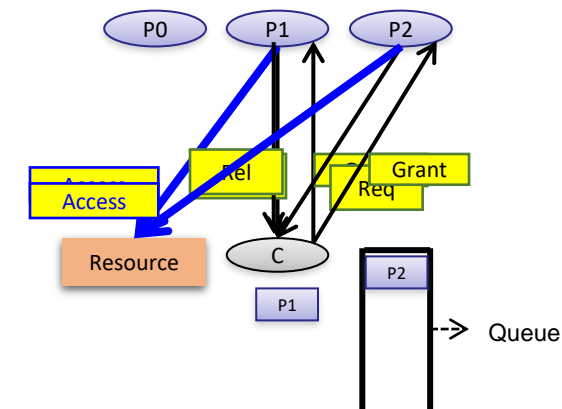 P0
P1
P2
Rel
Grant
Req
Access
Resource
C
P2
P1
Queue